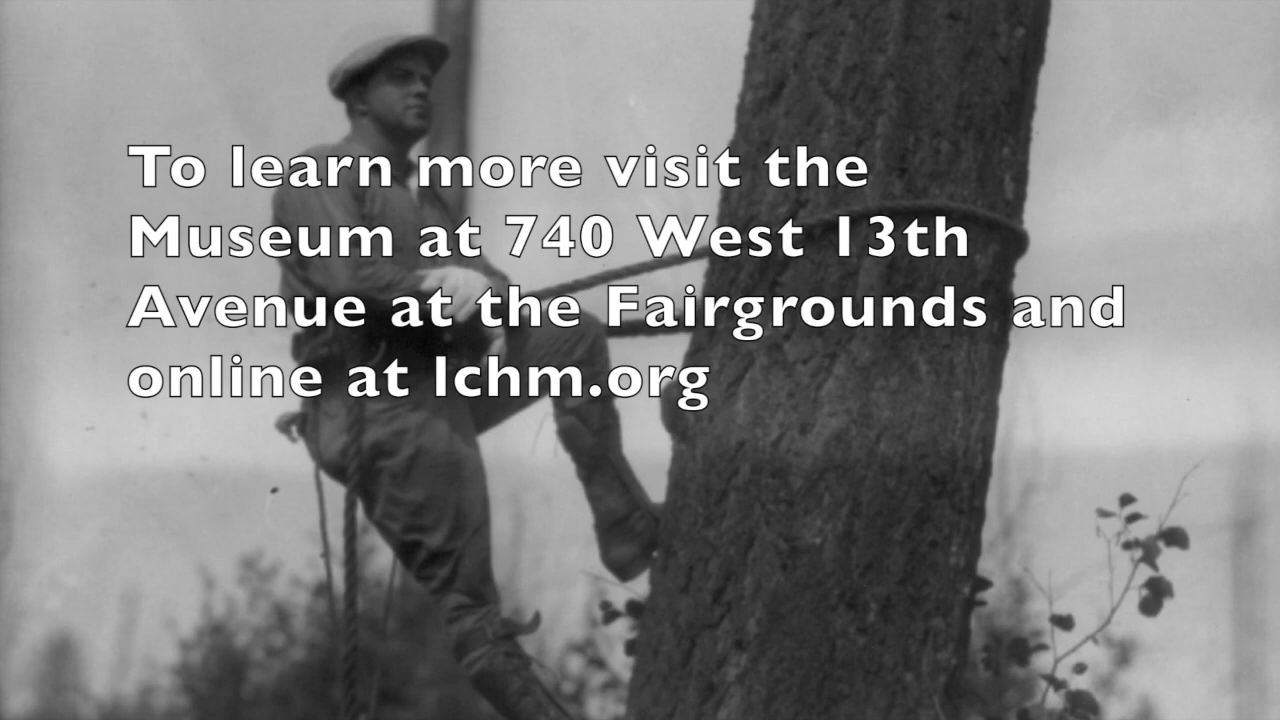 To learn more visit the
Museum at 740 West 13th
Avenue at the Fairgrounds and
online at lchm.org